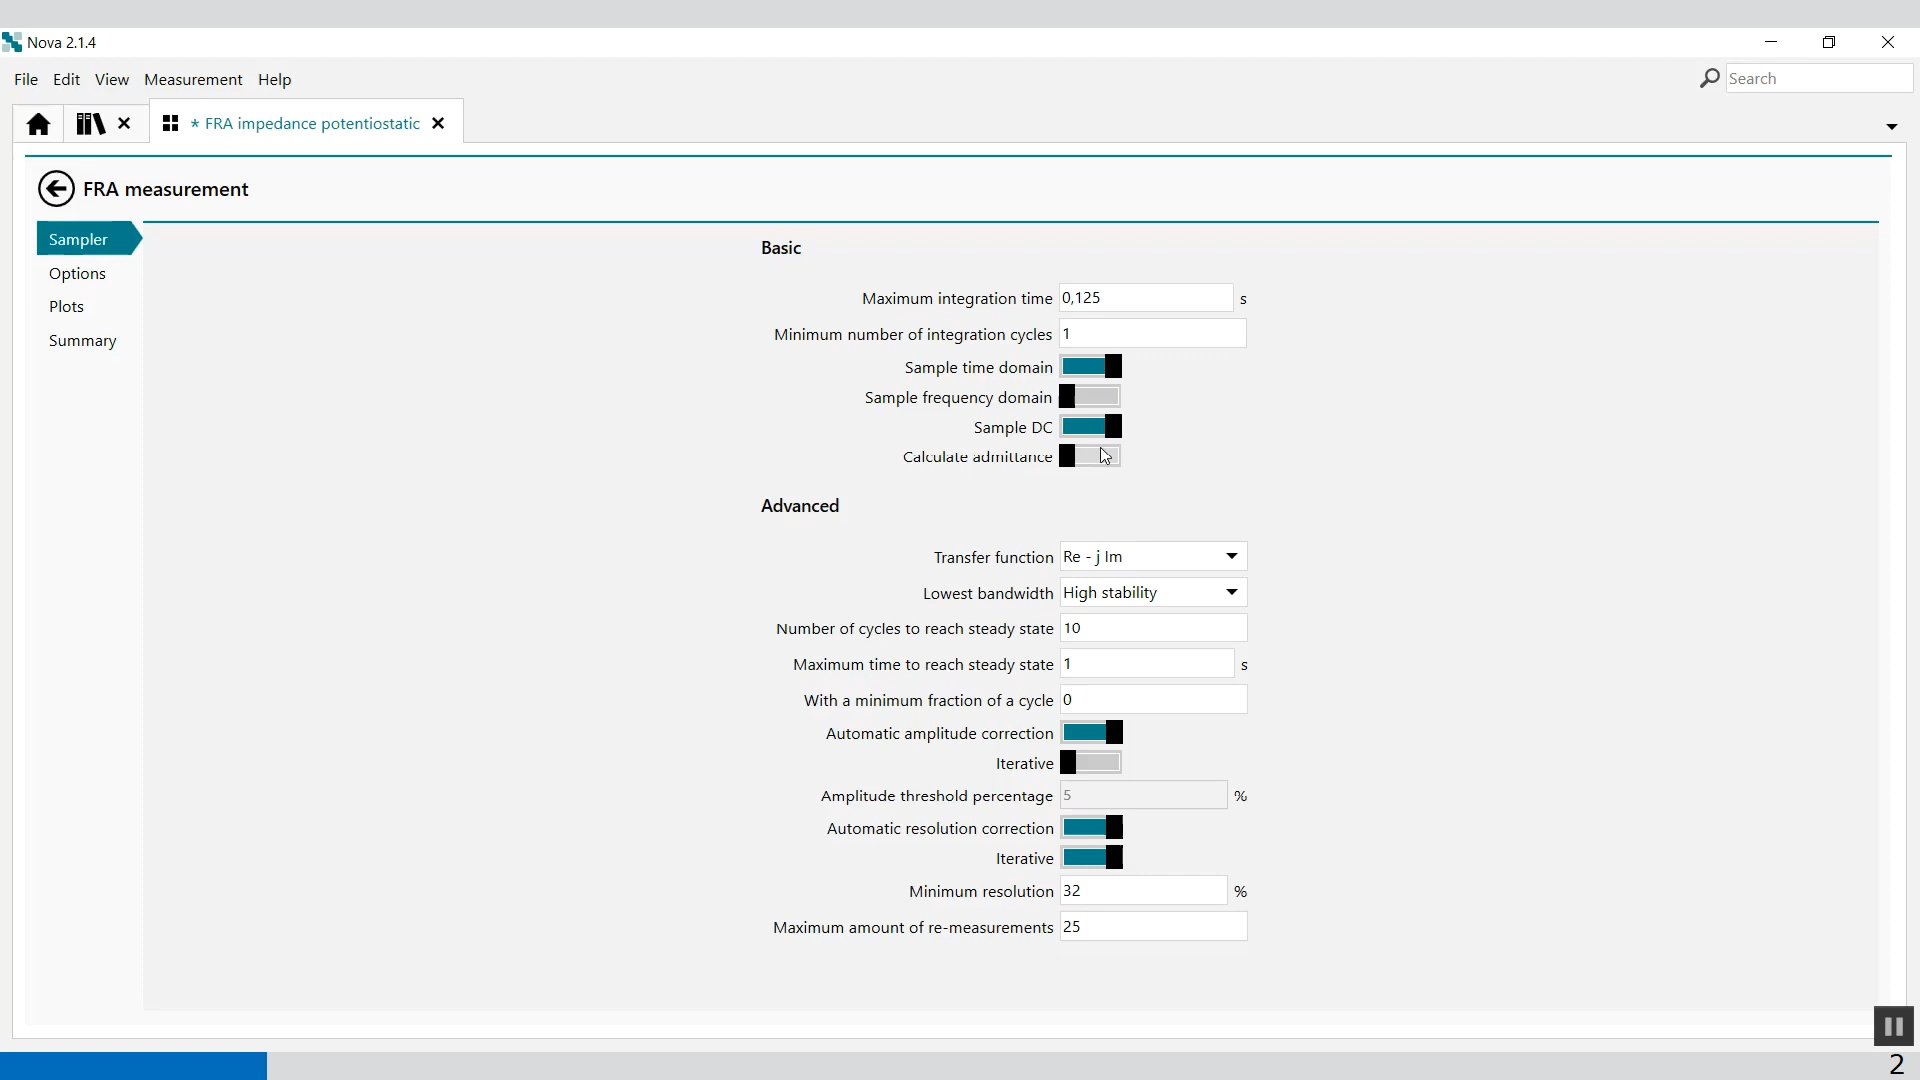 Nova 2.1.4
File Edit View Measurement Help
Search
* FRA impedance potentiostatic
FRA measurement
Sampler
Options
Plots
Summary
Basic
Maximum integration time 0,125 s
Minimum number of integration cycles 1
Sample time domain
Sample frequency domain
Sample DC
Calculate admittance
Advanced
Transfer function Re - j Im
Lowest bandwidth High stability
Number of cycles to reach steady state 10
Maximum time to reach steady state 1 s
With a minimum fraction of a cycle 0
Automatic amplitude correction
Iterative
Amplitude threshold percentage 5 %
Automatic resolution correction
Iterative
Minimum resolution 32 %
Maximum amount of re-measurements 25
2